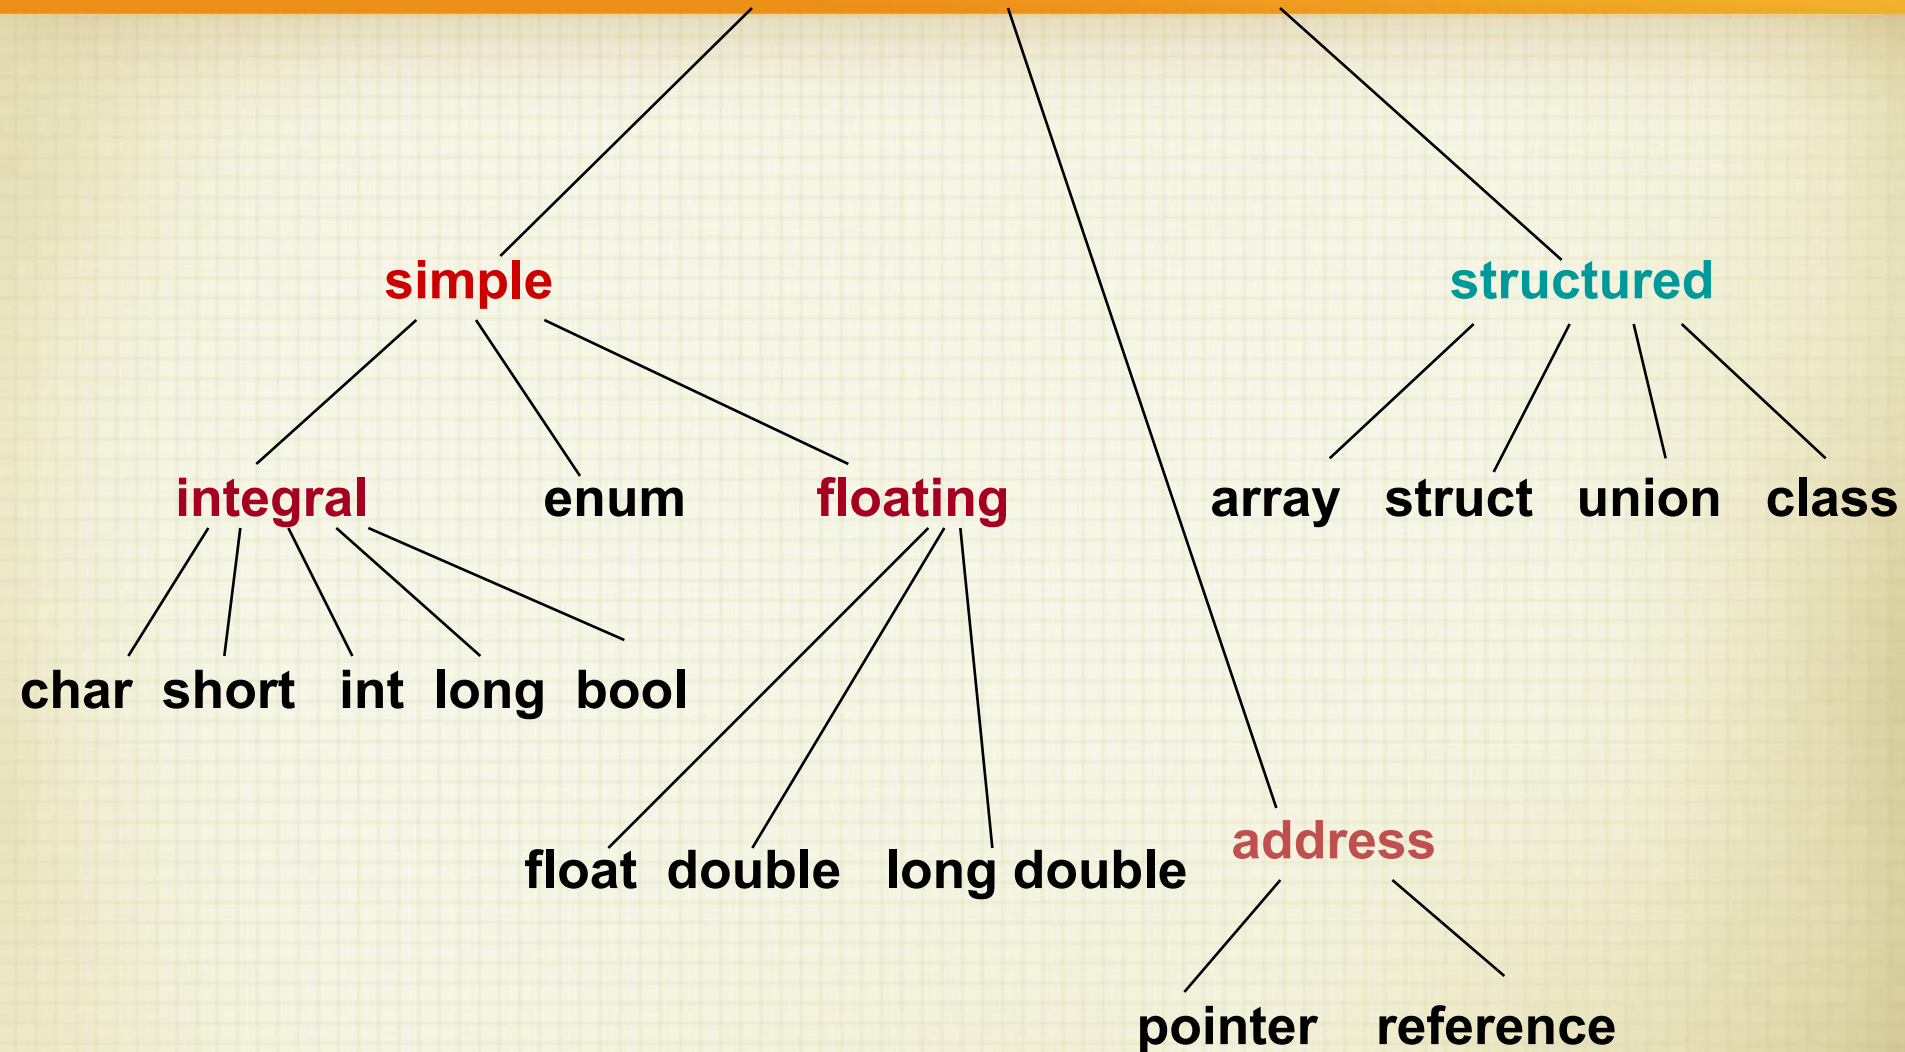 simple structured
integral enum floating array struct union class
char short int long bool
float double long double
address
pointer reference